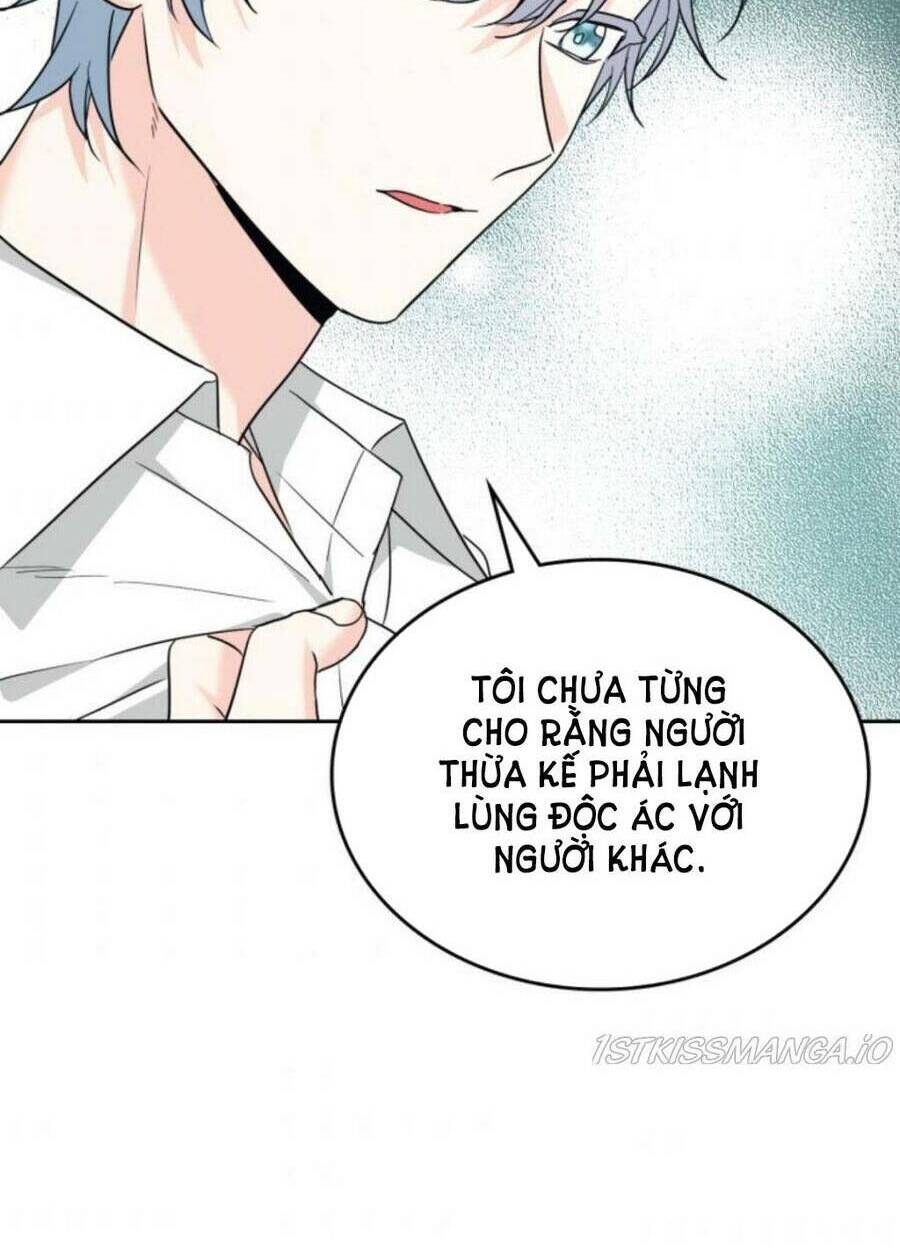 TÔI CHƯA TỪNG
CHO RẰNG NGƯỜI
THỪA KẾ PHẢI LẠNH
LÙNG ĐỘC ÁC VỚI
NGƯỜI KHÁC.
1STKISSMANGA.IO